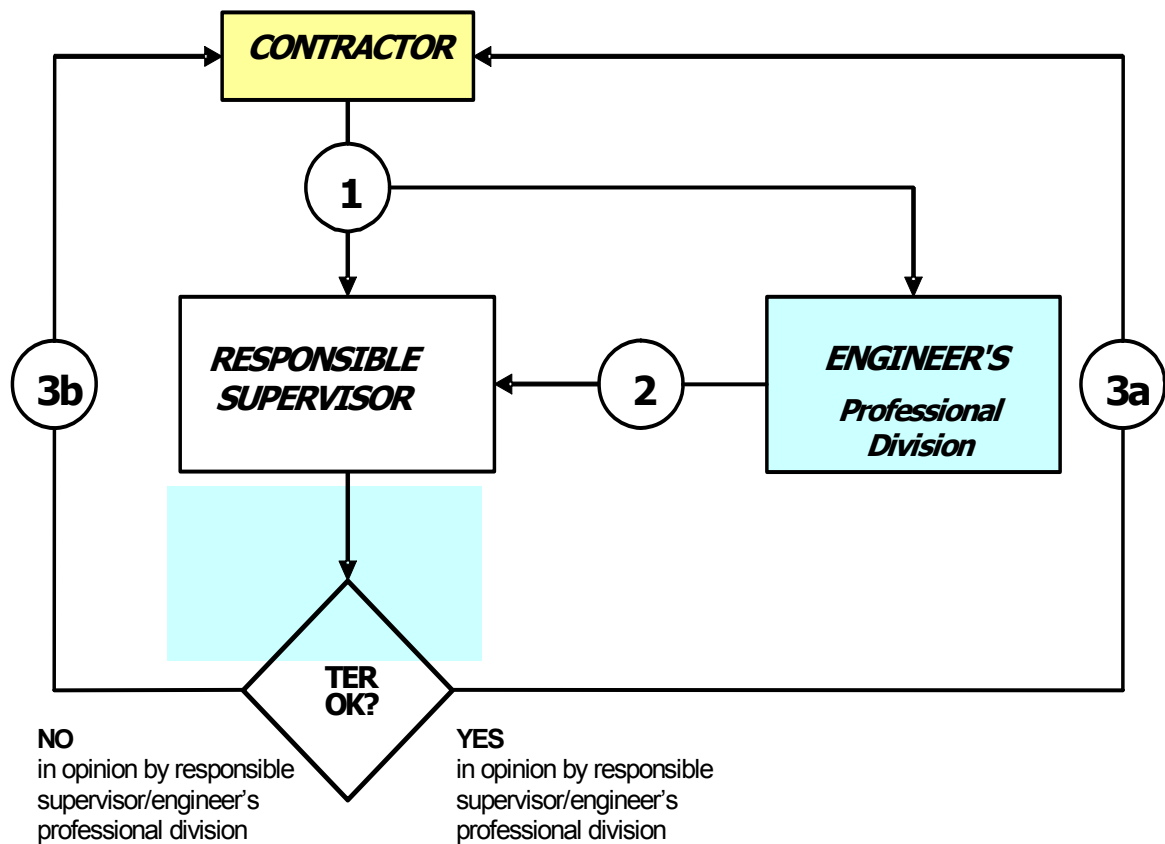 CONTRACTOR
1
RESPONSIBLE
SUPERVISOR
2
ENGINEER'S
Professional
Division
3b
3a
TER
OK?
NO
in opinion by responsible
supervisor/engineer’s
professional division
YES
in opinion by responsible
supervisor/engineer’s
professional division